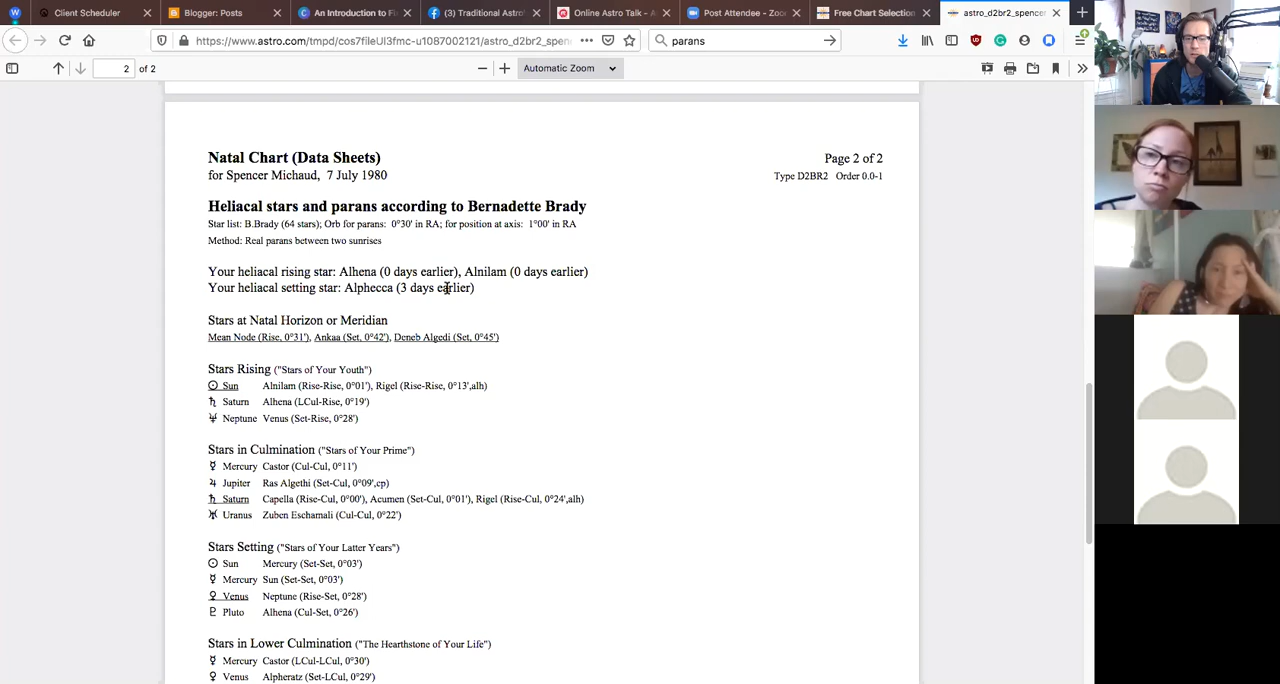 Client Scheduler
Blogger: Posts
An Introduction to Fi
(3) Traditional Astro
Online Astro Talk - A
Post Attendee - Zoo
Free Chart Selection
astro_d2br2_spencer
https://www.astro.com/tmpd/cos7fileUl3fmc-u1087002121/astro_d2br2_spen
parans
2 of 2
Automatic Zoom
Natal Chart (Data Sheets)
Page 2 of 2
for Spencer Michaud, 7 July 1980
Type D2BR2 Order 0.0-1
Heliacal stars and parans according to Bernadette Brady
Star list: B.Brady (64 stars); Orb for parans: 0°30' in RA; for position at axis: 1°00' in RA
Method: Real parans between two sunrises
Your heliacal rising star: Alhena (0 days earlier), Alnilam (0 days earlier)
Your heliacal setting star: Alphecca (3 days earlier)
Stars at Natal Horizon or Meridian
Mean Node (Rise, 0°31'), Ankaa (Set, 0°42'), Deneb Algedi (Set, 0°45')
Stars Rising ("Stars of Your Youth")
☉ Sun Alnilam (Rise-Rise, 0°01'), Rigel (Rise-Rise, 0°13',alh)
♄ Saturn Alhena (LCul-Rise, 0°19')
♆ Neptune Venus (Set-Rise, 0°28')
Stars in Culmination ("Stars of Your Prime")
☿ Mercury Castor (Cul-Cul, 0°11')
♃ Jupiter Ras Algethi (Set-Cul, 0°09',cp)
♄ Saturn Capella (Rise-Cul, 0°00'), Acumen (Set-Cul, 0°01'), Rigel (Rise-Cul, 0°24',alh)
♅ Uranus Zuben Eschamali (Cul-Cul, 0°22')
Stars Setting ("Stars of Your Latter Years")
☉ Sun Mercury (Set-Set, 0°03')
☿ Mercury Sun (Set-Set, 0°03')
♀ Venus Neptune (Rise-Set, 0°28')
♇ Pluto Alhena (Cul-Set, 0°26')
Stars in Lower Culmination ("The Hearthstone of Your Life")
☿ Mercury Castor (LCul-LCul, 0°30')
♀ Venus Alpheratz (Set-LCul, 0°29')